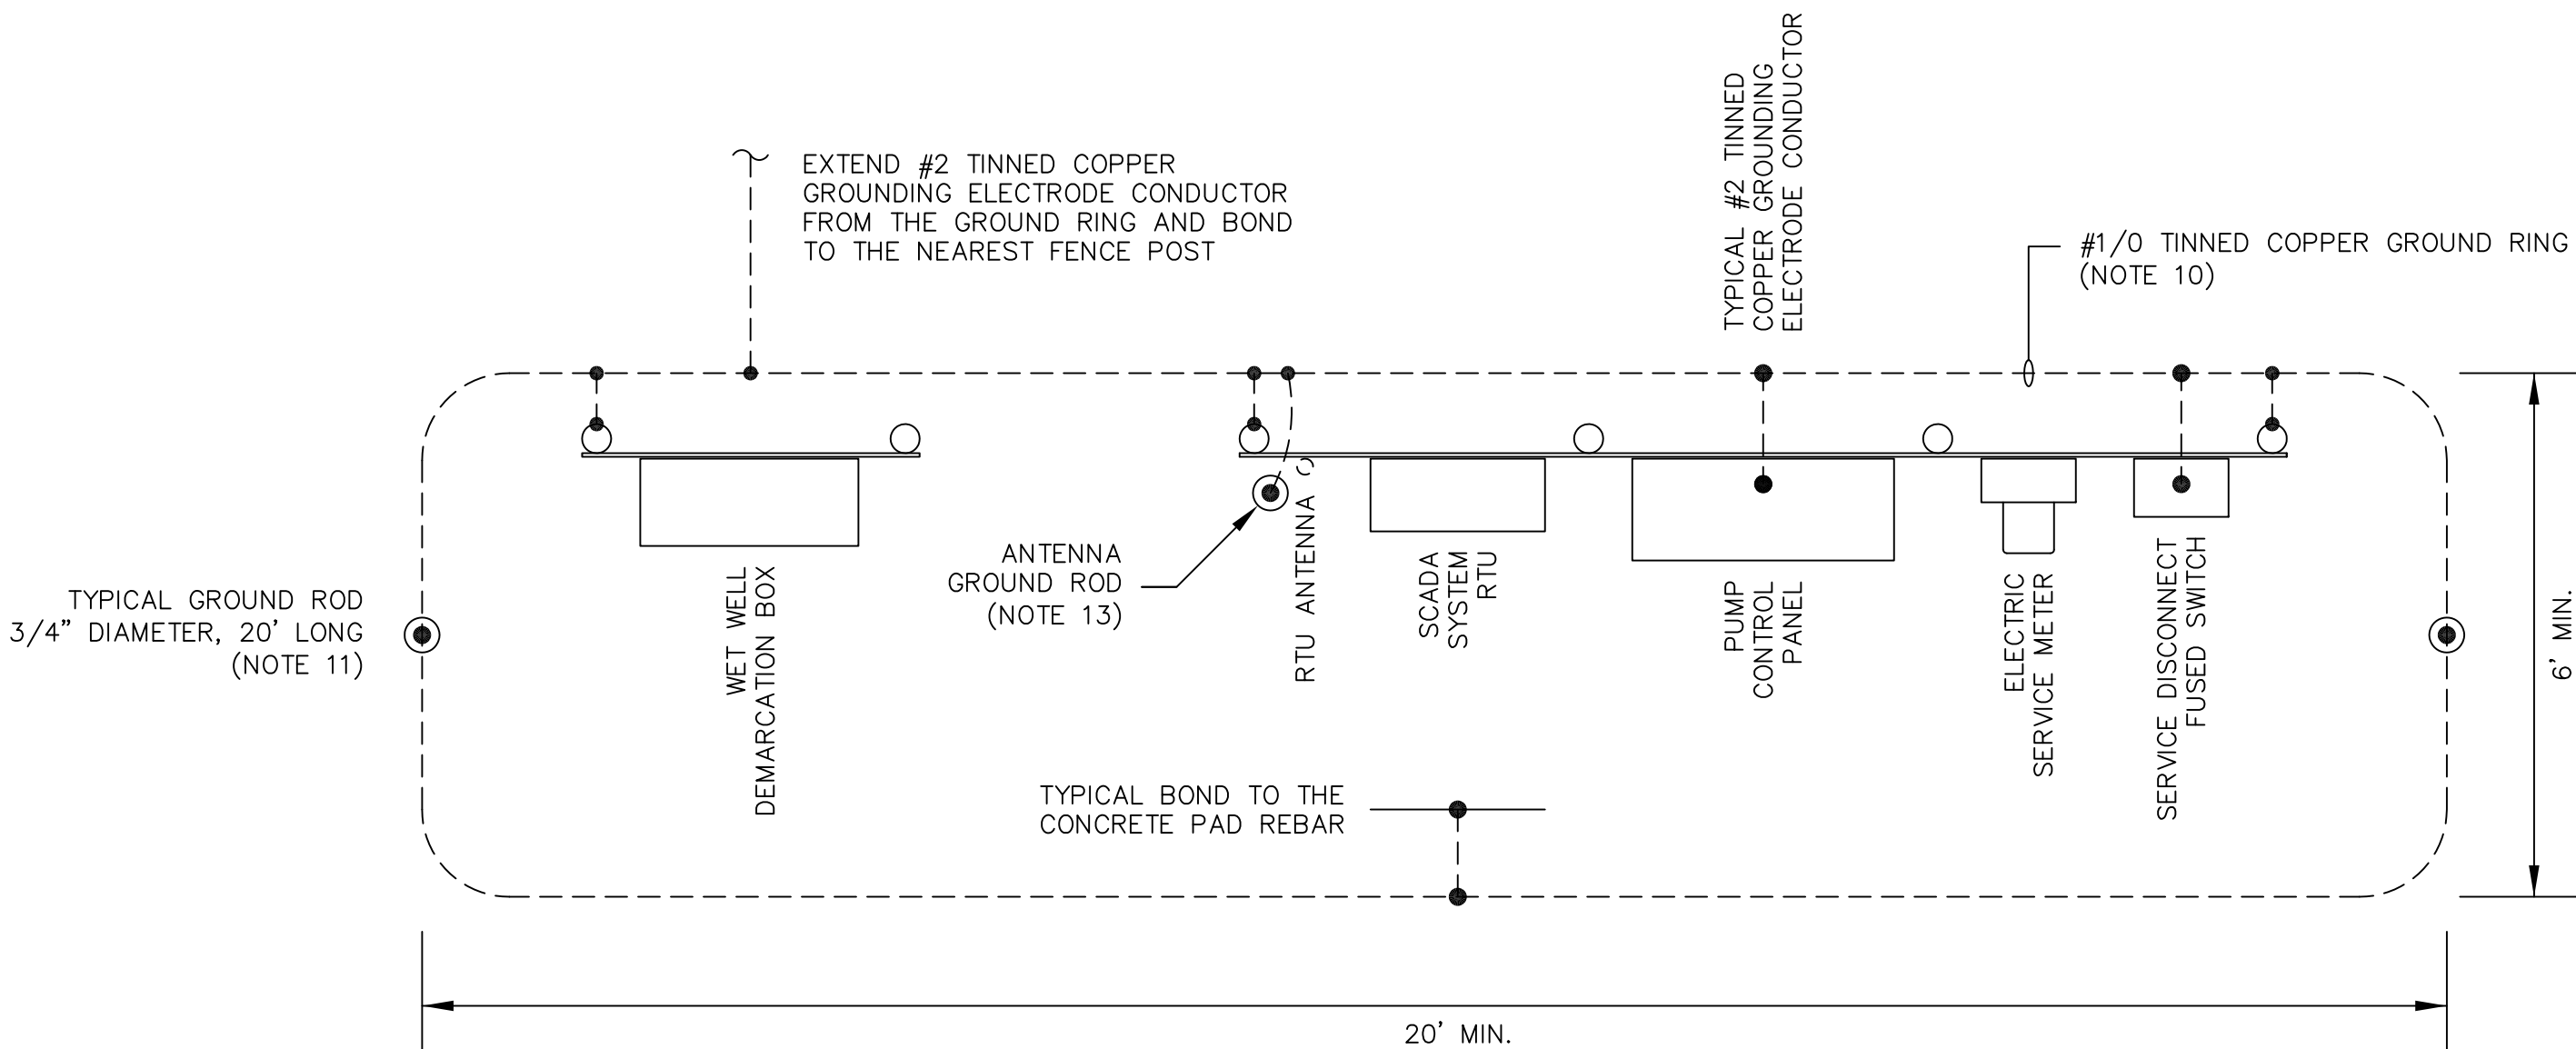 EXTEND #2 TINNED COPPER
GROUNDING ELECTRODE CONDUCTOR
FROM THE GROUND RING AND BOND
TO THE NEAREST FENCE POST
TYPICAL #2 TINNED
COPPER GROUNDING
ELECTRODE CONDUCTOR
#1/0 TINNED COPPER GROUND RING
(NOTE 10)
TYPICAL GROUND ROD
3/4" DIAMETER, 20' LONG
(NOTE 11)
WET WELL
DEMARCATION BOX
ANTENNA
GROUND ROD
(NOTE 13)
RTU ANTENNA
SCADA
SYSTEM
RTU
PUMP
CONTROL
PANEL
ELECTRIC
SERVICE METER
SERVICE DISCONNECT
FUSED SWITCH
6' MIN.
TYPICAL BOND TO THE
CONCRETE PAD REBAR
20' MIN.